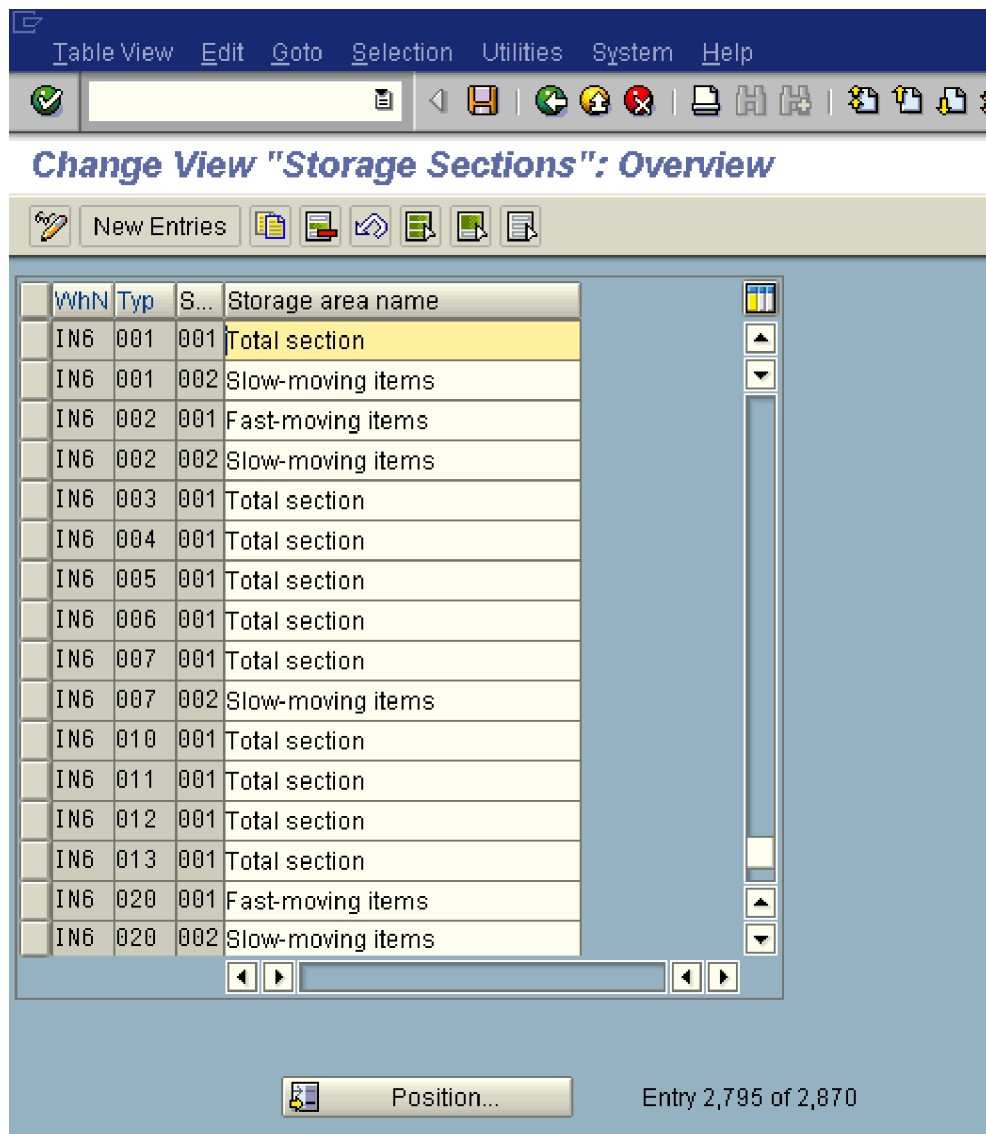 Table View Edit Goto Selection Utilities System Help
Change View "Storage Sections": Overview
New Entries
WhN Typ S... Storage area name
IN6 001 001 Total section
IN6 001 002 Slow-moving items
IN6 002 001 Fast-moving items
IN6 002 002 Slow-moving items
IN6 003 001 Total section
IN6 004 001 Total section
IN6 005 001 Total section
IN6 006 001 Total section
IN6 007 001 Total section
IN6 007 002 Slow-moving items
IN6 010 001 Total section
IN6 011 001 Total section
IN6 012 001 Total section
IN6 013 001 Total section
IN6 020 001 Fast-moving items
IN6 020 002 Slow-moving items
Position... Entry 2,795 of 2,870